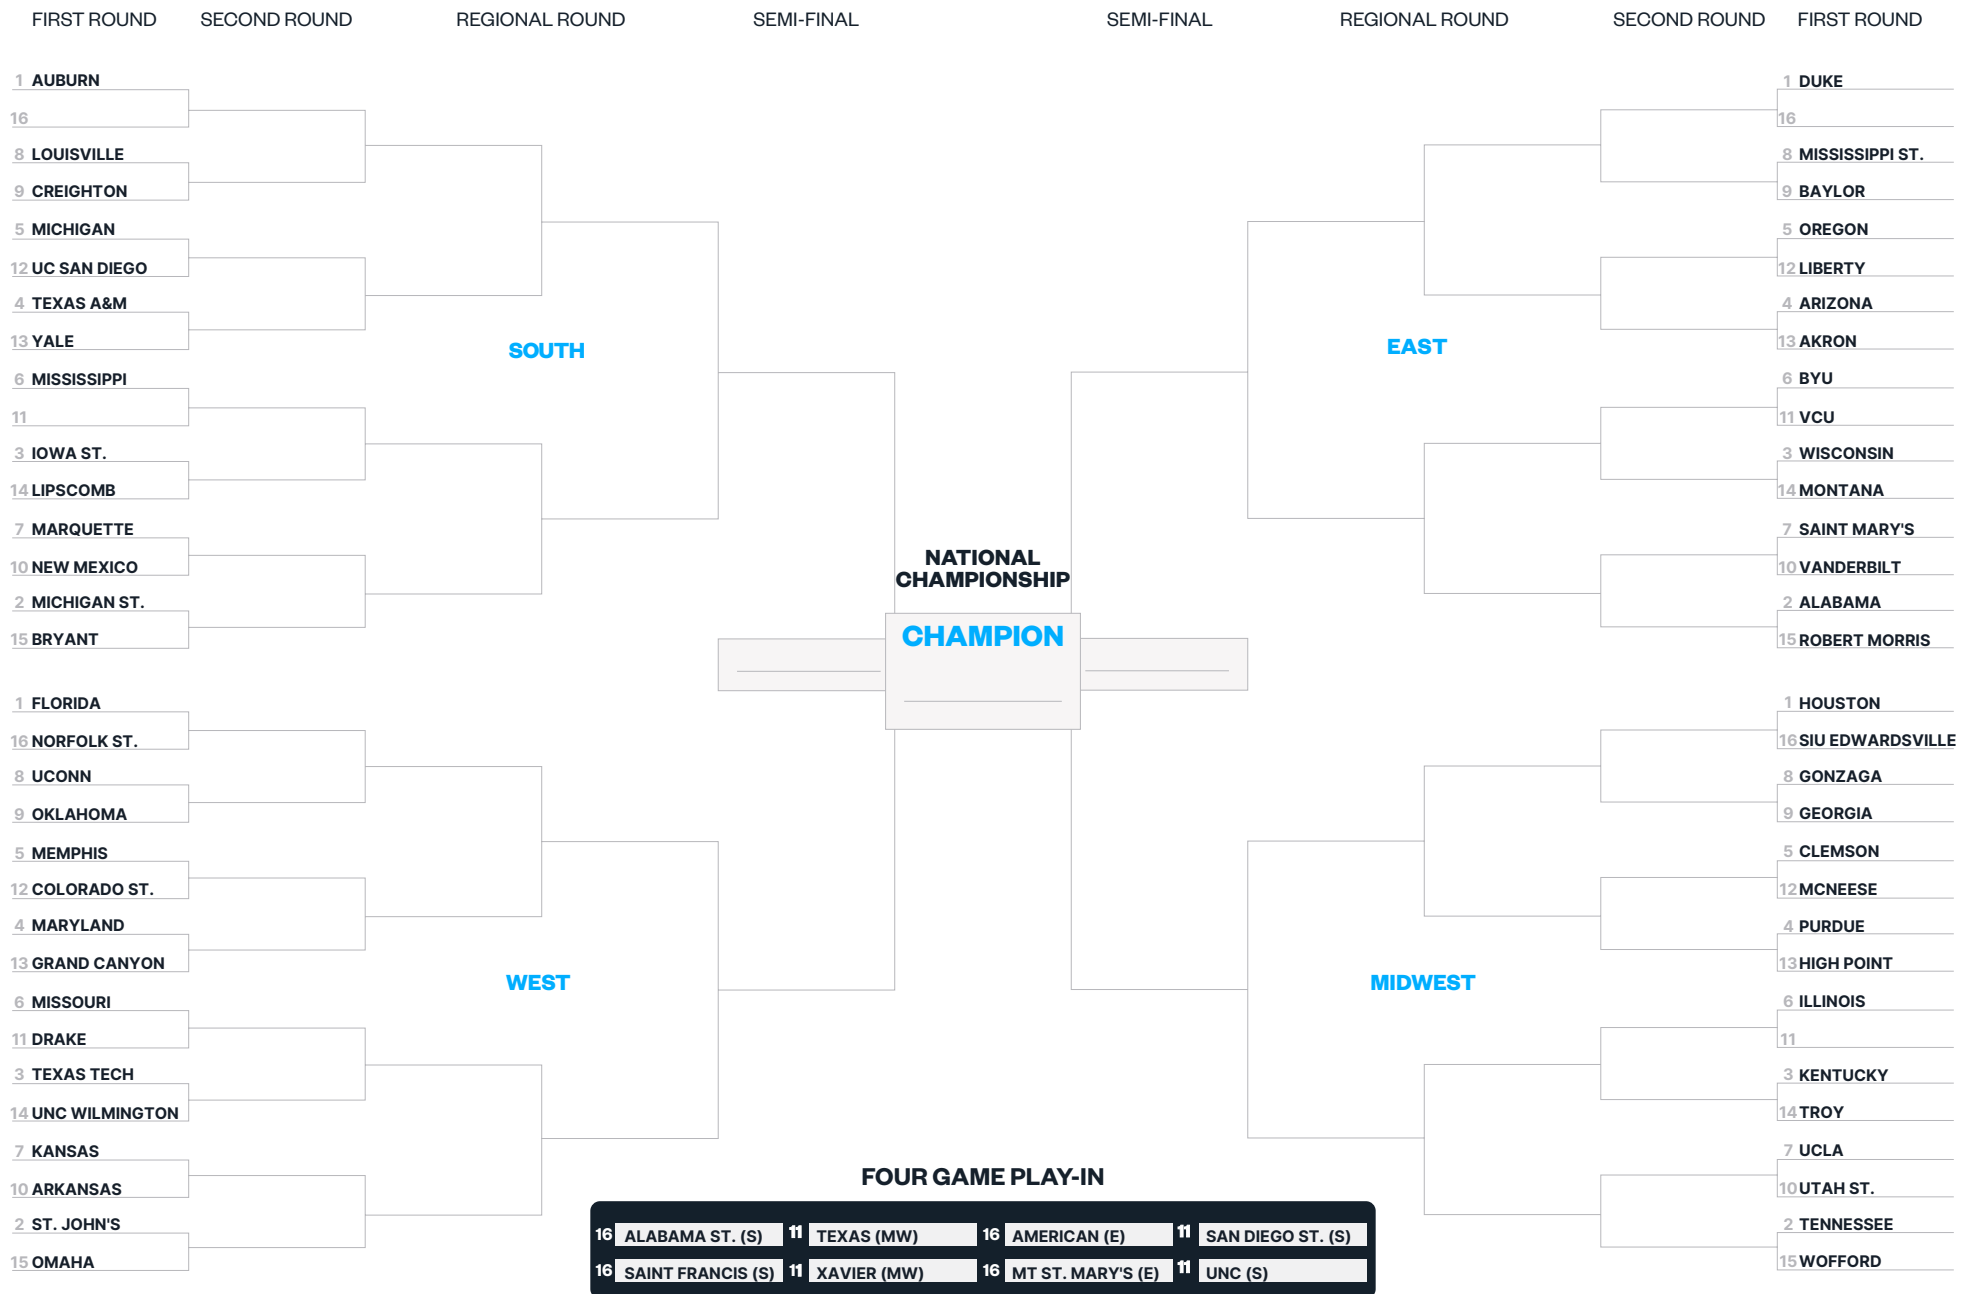 FIRST ROUND SECOND ROUND REGIONAL ROUND SEMI-FINAL SEMI-FINAL REGIONAL ROUND SECOND ROUND FIRST ROUND
1 AUBURN
16
8 LOUISVILLE
9 CREIGHTON
5 MICHIGAN
12 UC SAN DIEGO
4 TEXAS A&M
13 YALE
6 MISSISSIPPI
11
3 IOWA ST.
14 LIPSCOMB
7 MARQUETTE
10 NEW MEXICO
2 MICHIGAN ST.
15 BRYANT
SOUTH
1 FLORIDA
16 NORFOLK ST.
8 UCONN
9 OKLAHOMA
5 MEMPHIS
12 COLORADO ST.
4 MARYLAND
13 GRAND CANYON
6 MISSOURI
11 DRAKE
3 TEXAS TECH
14 UNC WILMINGTON
7 KANSAS
10 ARKANSAS
2 ST. JOHN'S
15 OMAHA
WEST
NATIONAL
CHAMPIONSHIP
CHAMPION
1 DUKE
16
8 MISSISSIPPI ST.
9 BAYLOR
5 OREGON
12 LIBERTY
4 ARIZONA
13 AKRON
6 BYU
11 VCU
3 WISCONSIN
14 MONTANA
7 SAINT MARY'S
10 VANDERBILT
2 ALABAMA
15 ROBERT MORRIS
EAST
1 HOUSTON
16 SIU EDWARDSVILLE
8 GONZAGA
9 GEORGIA
5 CLEMSON
12 MCNEESE
4 PURDUE
13 HIGH POINT
6 ILLINOIS
11
3 KENTUCKY
14 TROY
7 UCLA
10 UTAH ST.
2 TENNESSEE
15 WOFFORD
MIDWEST
FOUR GAME PLAY-IN
16 ALABAMA ST. (S) 11 TEXAS (MW) 16 AMERICAN (E) 11 SAN DIEGO ST. (S)
16 SAINT FRANCIS (S) 11 XAVIER (MW) 16 MT ST. MARY'S (E) 11 UNC (S)